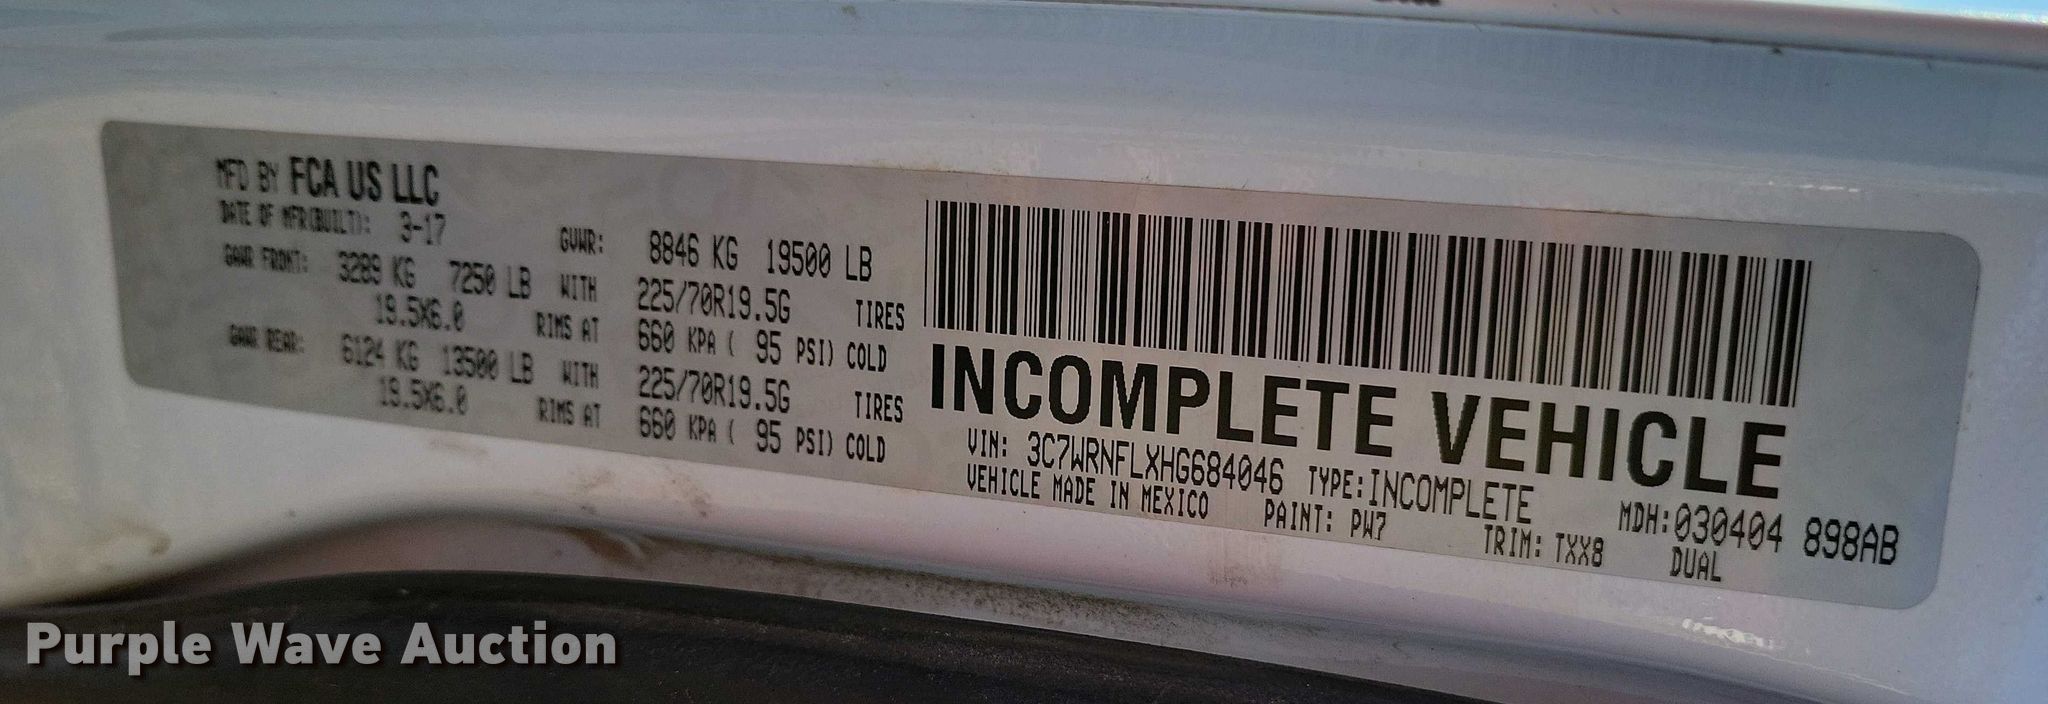 MFD BY FCA US LLC
DATE OF MFR(BUILT): 3-17 GVWR: 8846 KG 19500 LB
GAWR FRONT: 3289 KG 7250 LB WITH 225/70R19.5G TIRES
19.5X6.0 RIMS AT 660 KPA ( 95 PSI) COLD
GAWR REAR: 6124 KG 13500 LB WITH 225/70R19.5G TIRES
19.5X6.0 RIMS AT 660 KPA ( 95 PSI) COLD
INCOMPLETE VEHICLE
VIN: 3C7WRNFLXHG684046 TYPE:INCOMPLETE MDH:030404 898AB
VEHICLE MADE IN MEXICO PAINT: PW7 TRIM: TXX8 DUAL
Purple Wave Auction